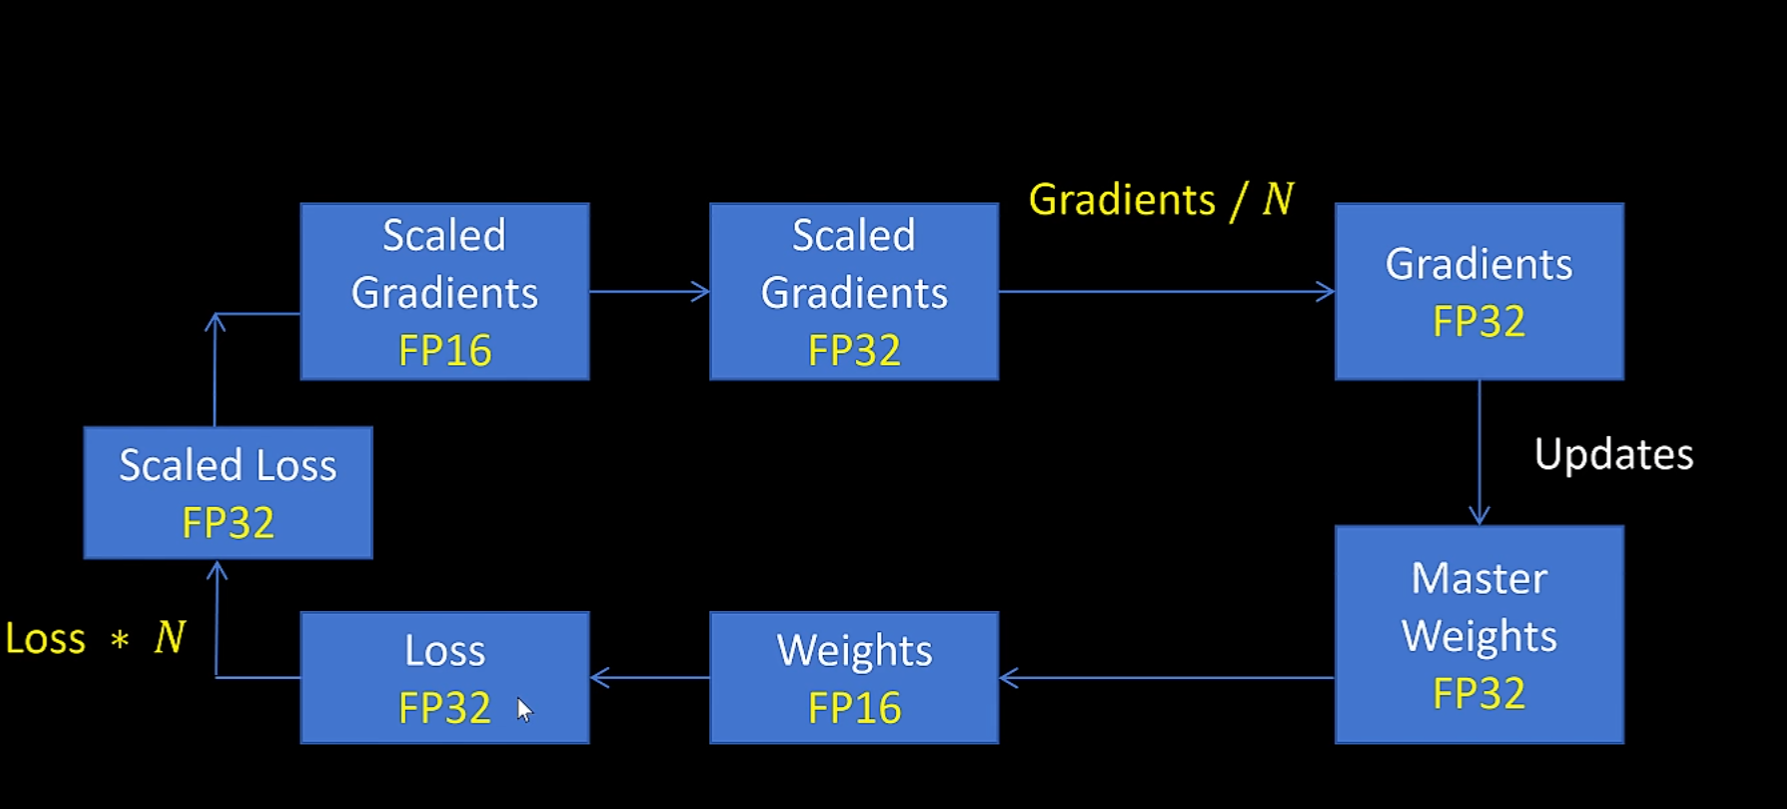 Gradients / N
Scaled
Gradients
FP16
Scaled
Gradients
FP32
Gradients
FP32
Updates
Scaled Loss
FP32
Master
Weights
FP32
Loss * N
Loss
FP32
Weights
FP16